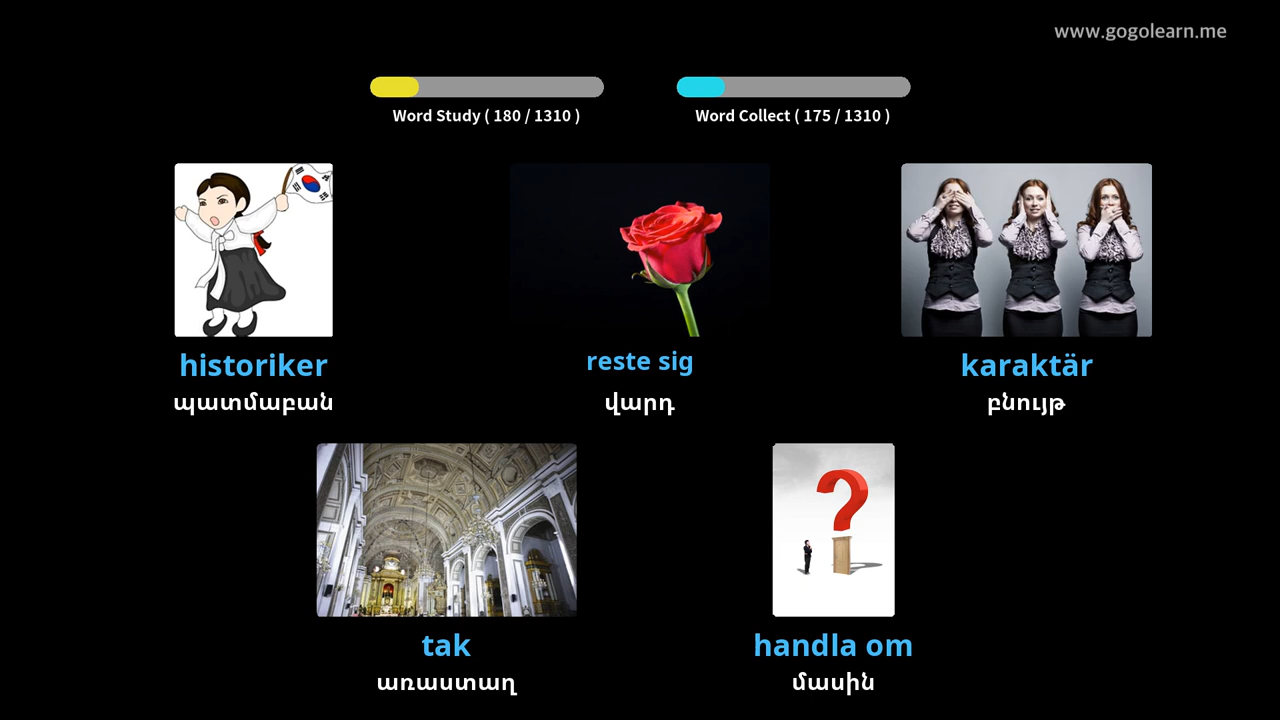 www.gogolearn.me
Word Study ( 180 / 1310 )
Word Collect ( 175 / 1310 )
historiker
պատմաբան
reste sig
վարդ
karaktär
բնույթ
tak
առաստաղ
handla om
մասին